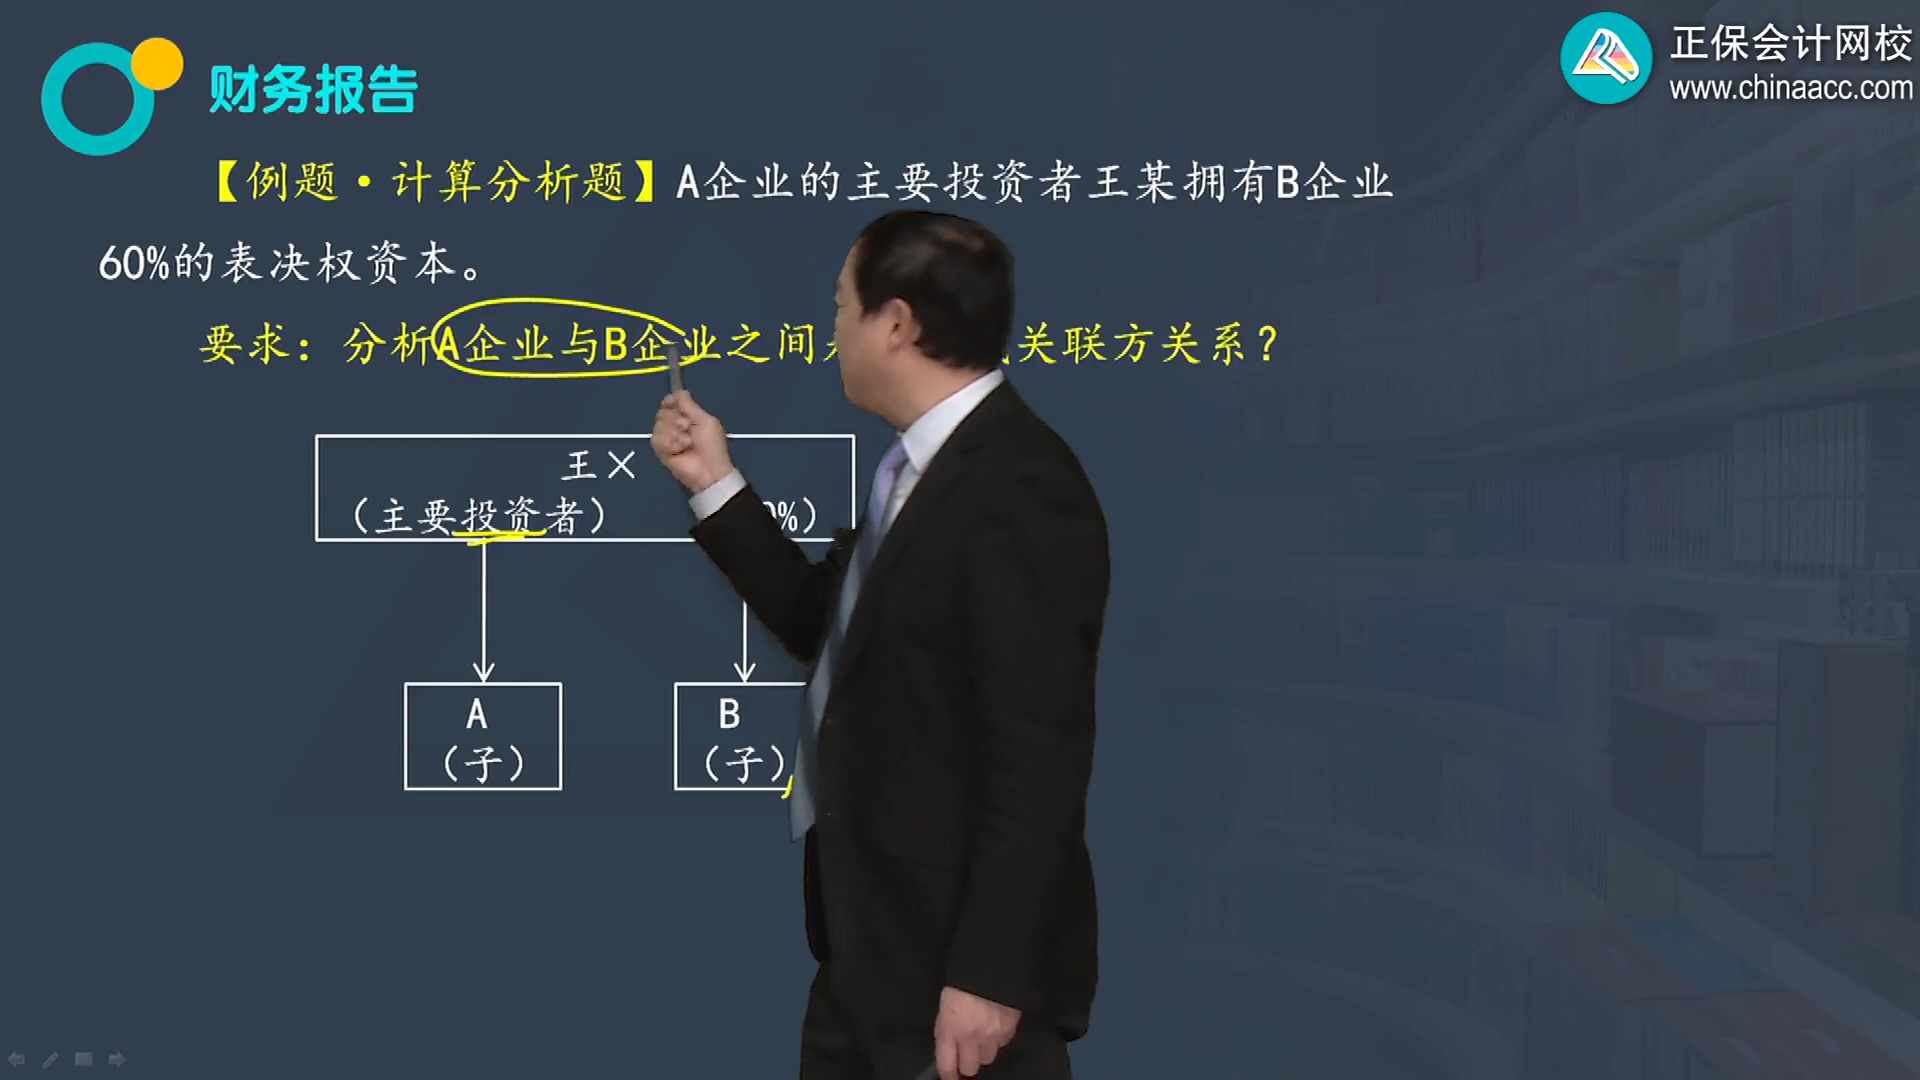 财务报告
正保会计网校
www.chinaacc.com
【例题·计算分析题】A企业的主要投资者王某拥有B企业
60%的表决权资本。
要求：分析A企业与B企业之间 关联方关系？
王×
（主要投资者） %）
A
（子）
B
（子）